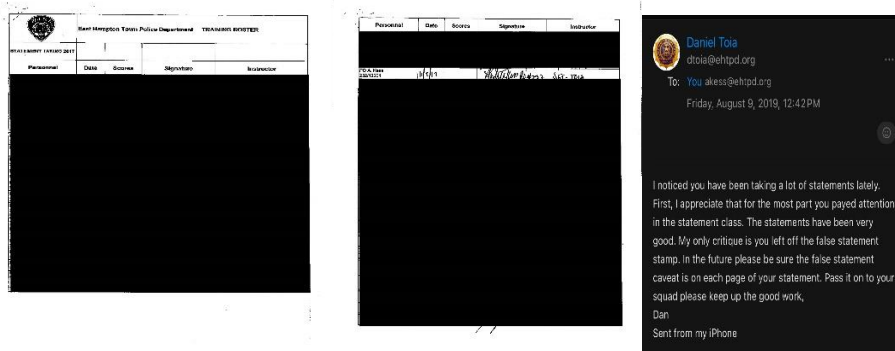 East Hampton Town Police Department TRAINING ROSTER
STATEMENT TAKING 2017
Personnel Date Scores Signature Instructor
Personnel Date Scores Signature Instructor
Daniel Toia
dtoia@ehtpd.org
To: You akess@ehtpd.org
Friday, August 9, 2019, 12:42 PM
I noticed you have been taking a lot of statements lately.
First, I appreciate that for the most part you payed attention
in the statement class. The statements have been very
good. My only critique is you left off the false statement
stamp. In the future please be sure the false statement
caveat is on each page of your statement. Pass it on to your
squad please keep up the good work,
Dan
Sent from my iPhone